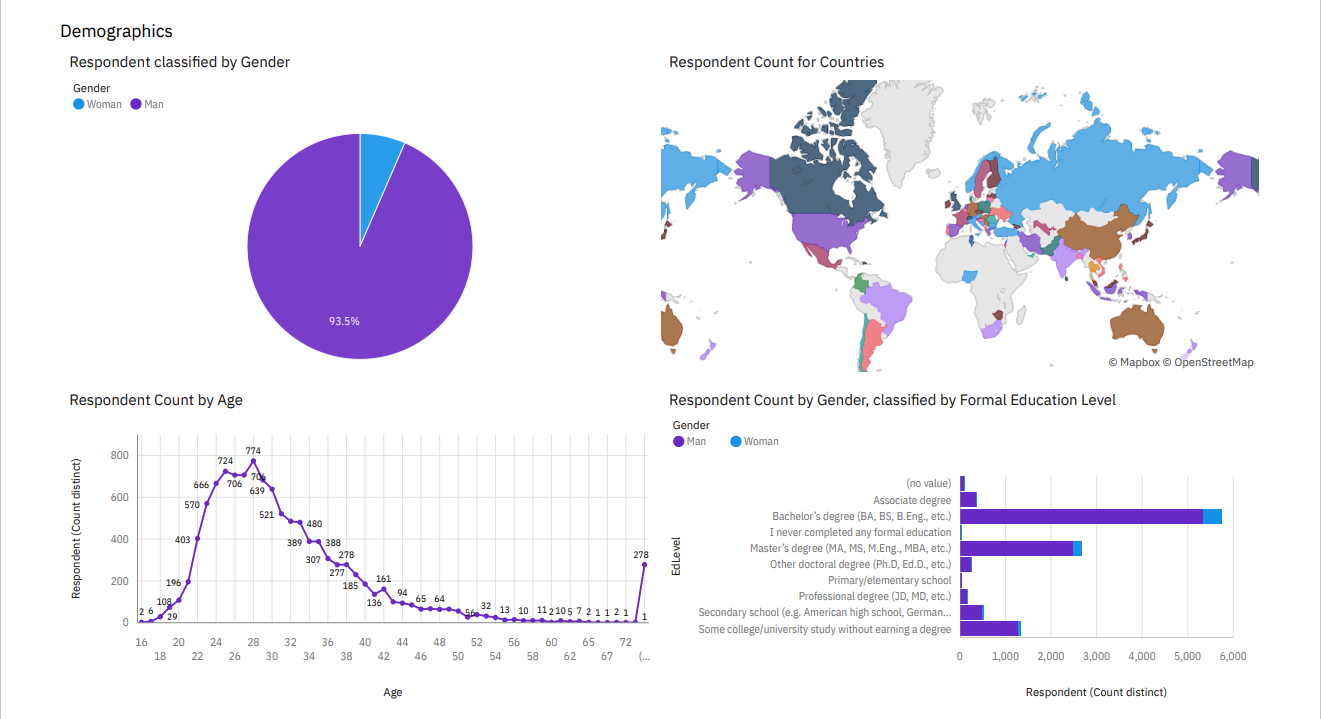 Demographics
Respondent classified by Gender
Gender
Woman Man
93.5%
Respondent Count for Countries
© Mapbox © OpenStreetMap
Respondent Count by Age
Respondent (Count distinct)
800
600
400
200
0
2 6 29 108 196 403 570 666 724 706 774 706 639 521 389 480 307 388 277 278 185 136 161 94 65 64 56 32 13 10 11 2 10 5 7 2 1 1 2 1 278 1
16 20 24 28 32 36 40 44 48 52 56 60 65 72
18 22 26 30 34 38 42 46 50 54 58 62 67 (...
Age
Respondent Count by Gender, classified by Formal Education Level
Gender
Man Woman
EdLevel
(no value)
Associate degree
Bachelor’s degree (BA, BS, B.Eng., etc.)
I never completed any formal education
Master’s degree (MA, MS, M.Eng., MBA, etc.)
Other doctoral degree (Ph.D, Ed.D., etc.)
Primary/elementary school
Professional degree (JD, MD, etc.)
Secondary school (e.g. American high school, German...
Some college/university study without earning a degree
0 1,000 2,000 3,000 4,000 5,000 6,000
Respondent (Count distinct)